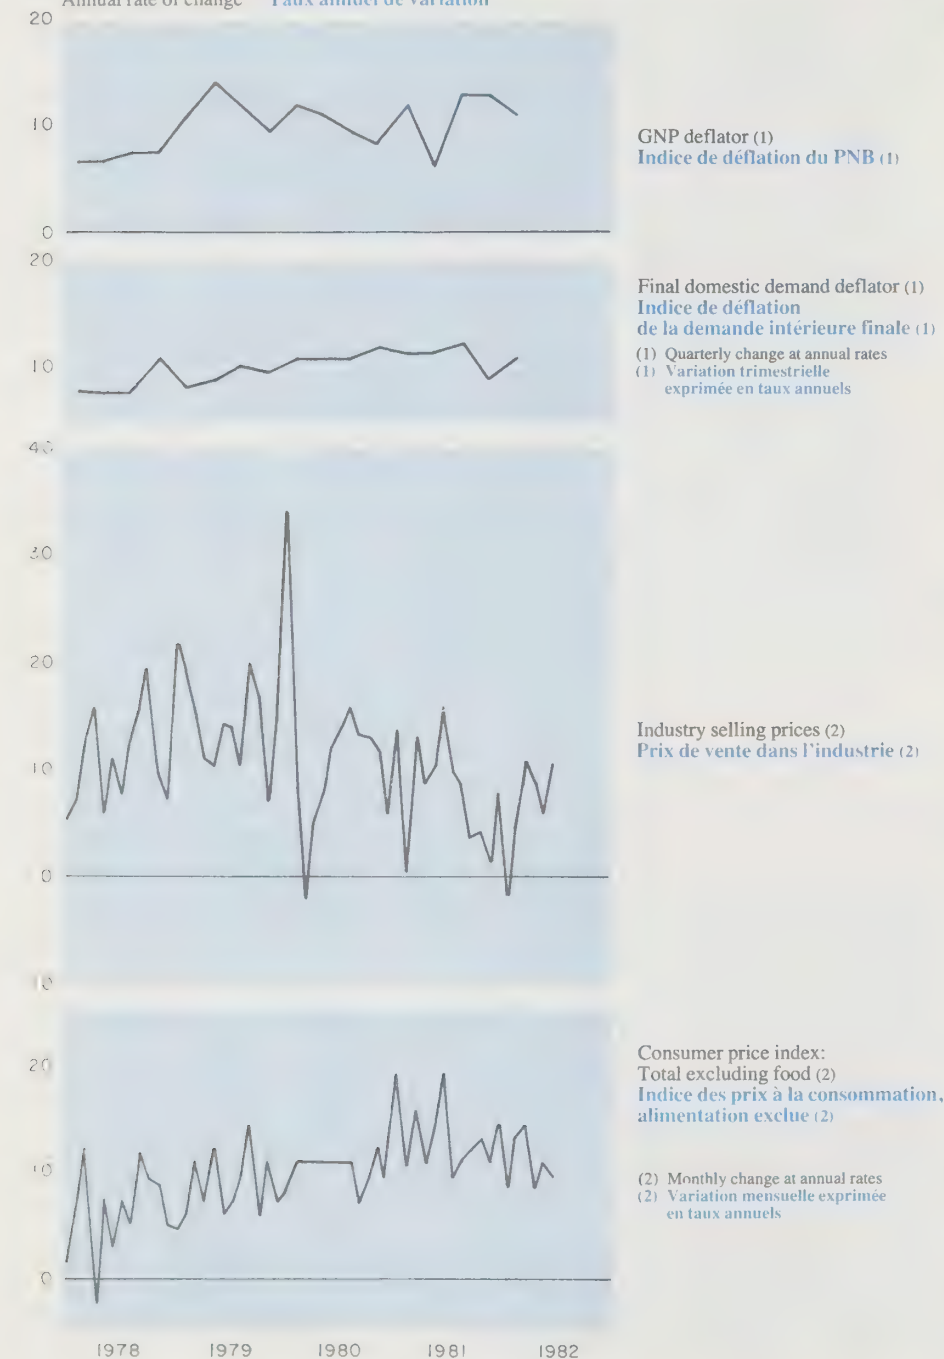 Annual rate of change Taux annuel de variation
20
10
0
GNP deflator (1)
Indice de déflation du PNB (1)
20
10
Final domestic demand deflator (1)
Indice de déflation
de la demande intérieure finale (1)
(1) Quarterly change at annual rates
(1) Variation trimestrielle
exprimée en taux annuels
40
30
20
10
0
10
Industry selling prices (2)
Prix de vente dans l'industrie (2)
20
10
0
Consumer price index:
Total excluding food (2)
Indice des prix à la consommation,
alimentation exclue (2)
(2) Monthly change at annual rates
(2) Variation mensuelle exprimée
en taux annuels
1978 1979 1980 1981 1982